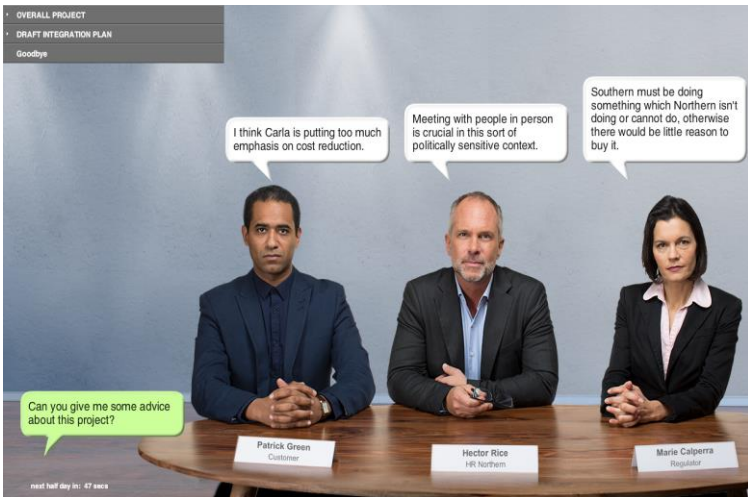 OVERALL PROJECT
DRAFT INTEGRATION PLAN
Goodbye
I think Carla is putting too much
emphasis on cost reduction.
Meeting with people in person
is crucial in this sort of
politically sensitive context.
Southern must be doing
something which Northern isn't
doing or cannot do, otherwise
there would be little reason to
buy it.
Can you give me some advice
about this project?
Patrick Green
Customer
Hector Rice
HR Northern
Marie Calperra
Regulator
next half day in: 47 secs